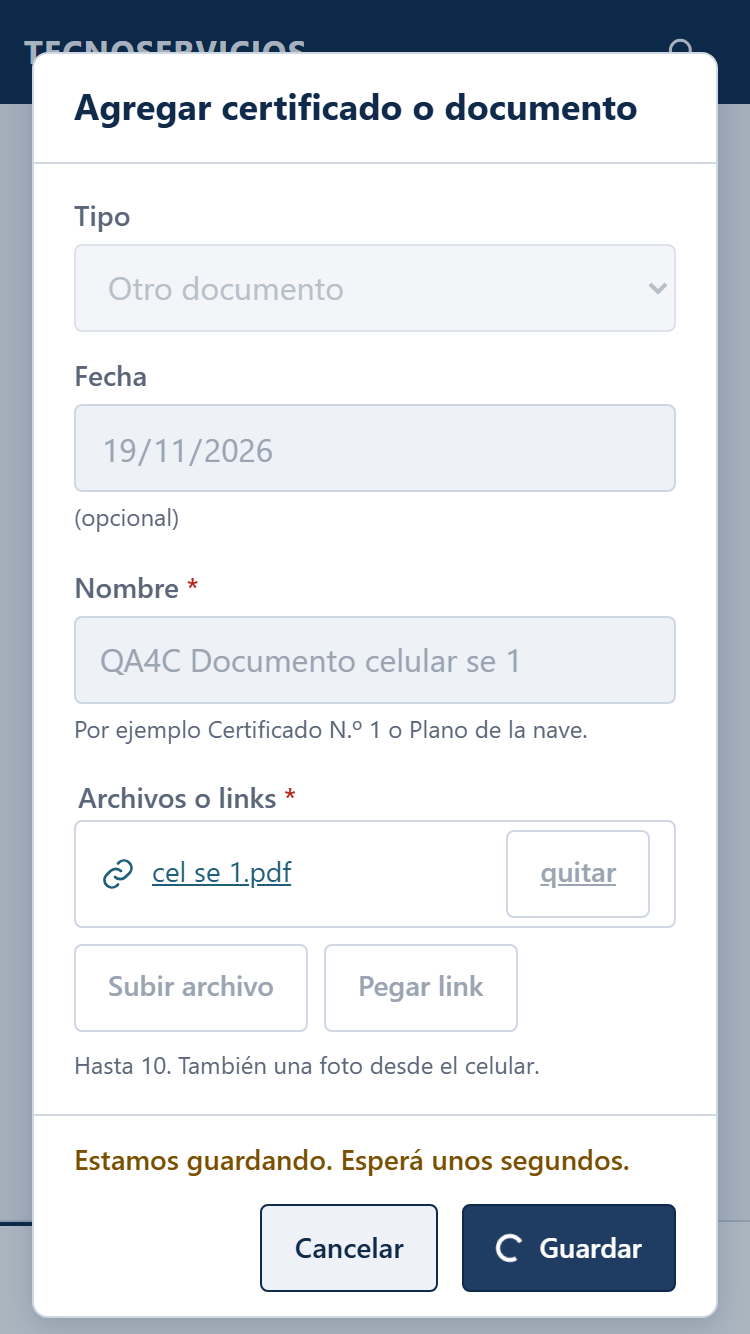 TECNOSERVICIOS
Agregar certificado o documento
Tipo
Otro documento
Fecha
19/11/2026
(opcional)
Nombre *
QA4C Documento celular se 1
Por ejemplo Certificado N.º 1 o Plano de la nave.
Archivos o links *
cel se 1.pdf
quitar
Subir archivo
Pegar link
Hasta 10. También una foto desde el celular.
Estamos guardando. Esperá unos segundos.
Cancelar
Guardar